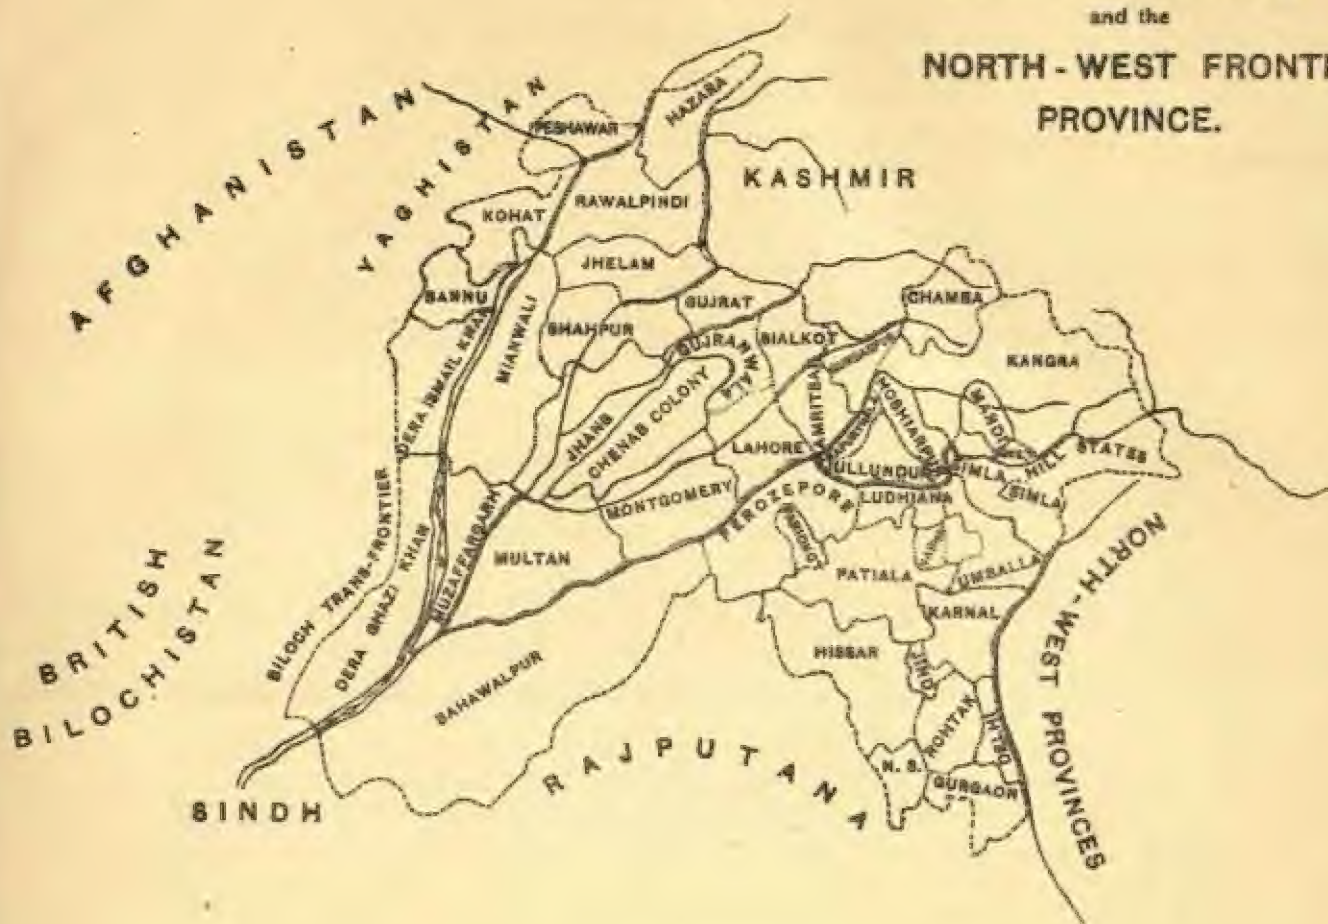 and the
NORTH-WEST FRONTI
PROVINCE.
AFGHANISTAN
YAGHISTAN
PESHAWAR
HAZARA
KASHMIR
KOHAT
RAWALPINDI
JHELAM
BANNU
MIANWALI
SHAHPUR
GUJRAT
CHAMBA
DERA ISMAIL KHAN
GUJRANWALA
SIALKOT
GURDASPUR
KANGRA
JHANG
CHENAB COLONY
LAHORE
AMRITSAR
KAPURTHALA
HOSHIARPUR
MANDI
JULLUNDUR
SIMLA HILL STATES
SIMLA
MONTGOMERY
FEROZEPORE
LUDHIANA
BILOCH TRANS-FRONTIER
DERA GHAZI KHAN
MUZAFFARGARH
MULTAN
FARIDKOT
PATIALA
UMBALLA
NORTH-WEST PROVINCES
BRITISH
BILOCHISTAN
BAHAWALPUR
KARNAL
HISSAR
JIND
ROHTAK
DELHI
N. S.
GURGAON
RAJPUTANA
SINDH